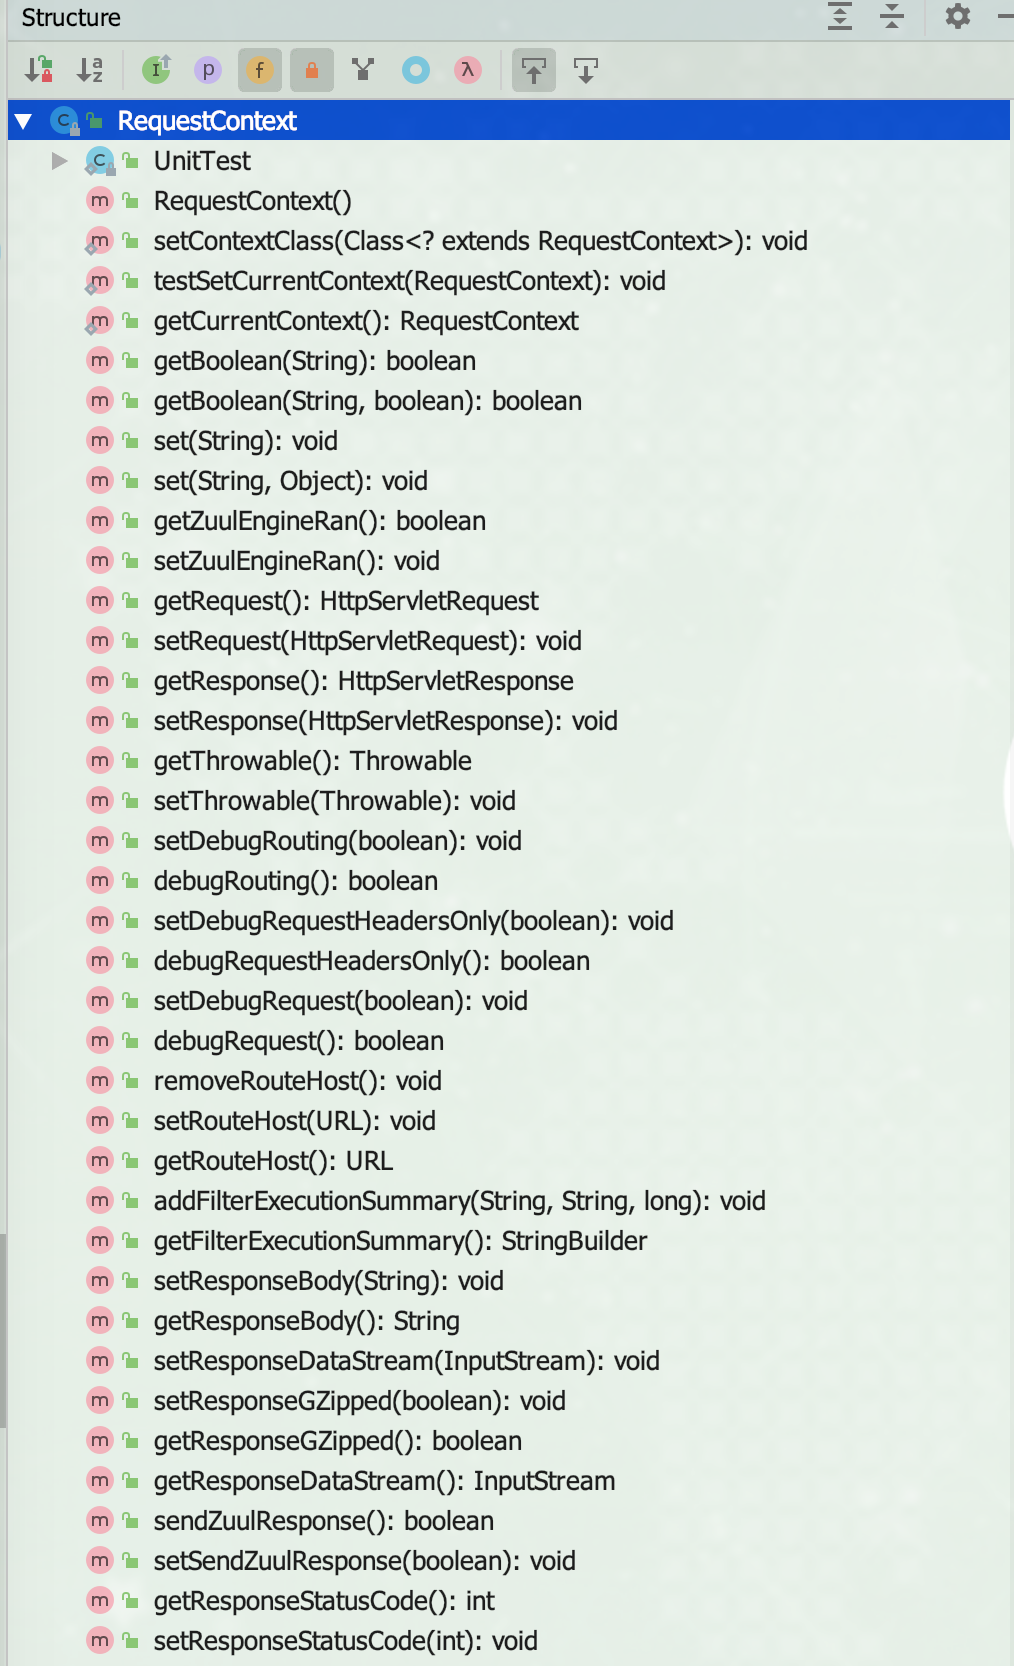 Structure
RequestContext
UnitTest
RequestContext()
setContextClass(Class<? extends RequestContext>): void
testSetCurrentContext(RequestContext): void
getCurrentContext(): RequestContext
getBoolean(String): boolean
getBoolean(String, boolean): boolean
set(String): void
set(String, Object): void
getZuulEngineRan(): boolean
setZuulEngineRan(): void
getRequest(): HttpServletRequest
setRequest(HttpServletRequest): void
getResponse(): HttpServletResponse
setResponse(HttpServletResponse): void
getThrowable(): Throwable
setThrowable(Throwable): void
setDebugRouting(boolean): void
debugRouting(): boolean
setDebugRequestHeadersOnly(boolean): void
debugRequestHeadersOnly(): boolean
setDebugRequest(boolean): void
debugRequest(): boolean
removeRouteHost(): void
setRouteHost(URL): void
getRouteHost(): URL
addFilterExecutionSummary(String, String, long): void
getFilterExecutionSummary(): StringBuilder
setResponseBody(String): void
getResponseBody(): String
setResponseDataStream(InputStream): void
setResponseGZipped(boolean): void
getResponseGZipped(): boolean
getResponseDataStream(): InputStream
sendZuulResponse(): boolean
setSendZuulResponse(boolean): void
getResponseStatusCode(): int
setResponseStatusCode(int): void